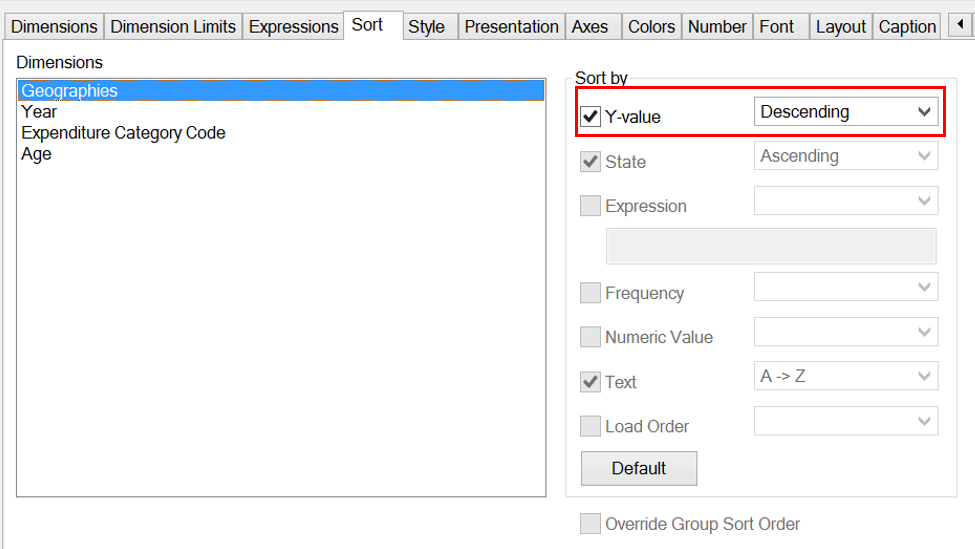 Dimensions Dimension Limits Expressions Sort Style Presentation Axes Colors Number Font Layout Caption
Dimensions
Geographies
Year
Expenditure Category Code
Age
Sort by
Y-value Descending
State Ascending
Expression
Frequency
Numeric Value
Text A -> Z
Load Order
Default
Override Group Sort Order